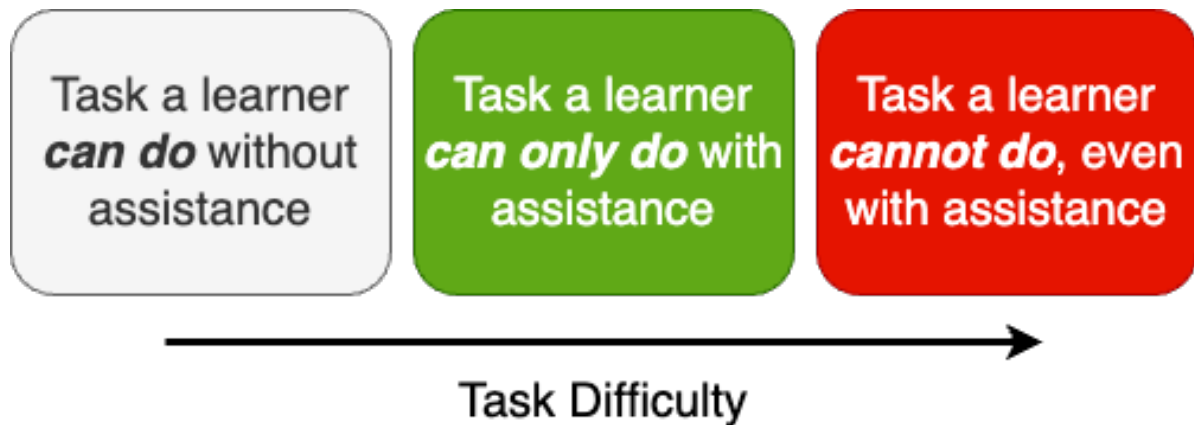 Task a learner
can do without
assistance
Task a learner
can only do with
assistance
Task a learner
cannot do, even
with assistance
Task Difficulty